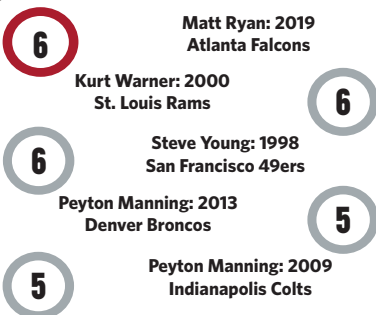 6
Matt Ryan: 2019
Atlanta Falcons
Kurt Warner: 2000
St. Louis Rams
6
6
Steve Young: 1998
San Francisco 49ers
Peyton Manning: 2013
Denver Broncos
5
5
Peyton Manning: 2009
Indianapolis Colts